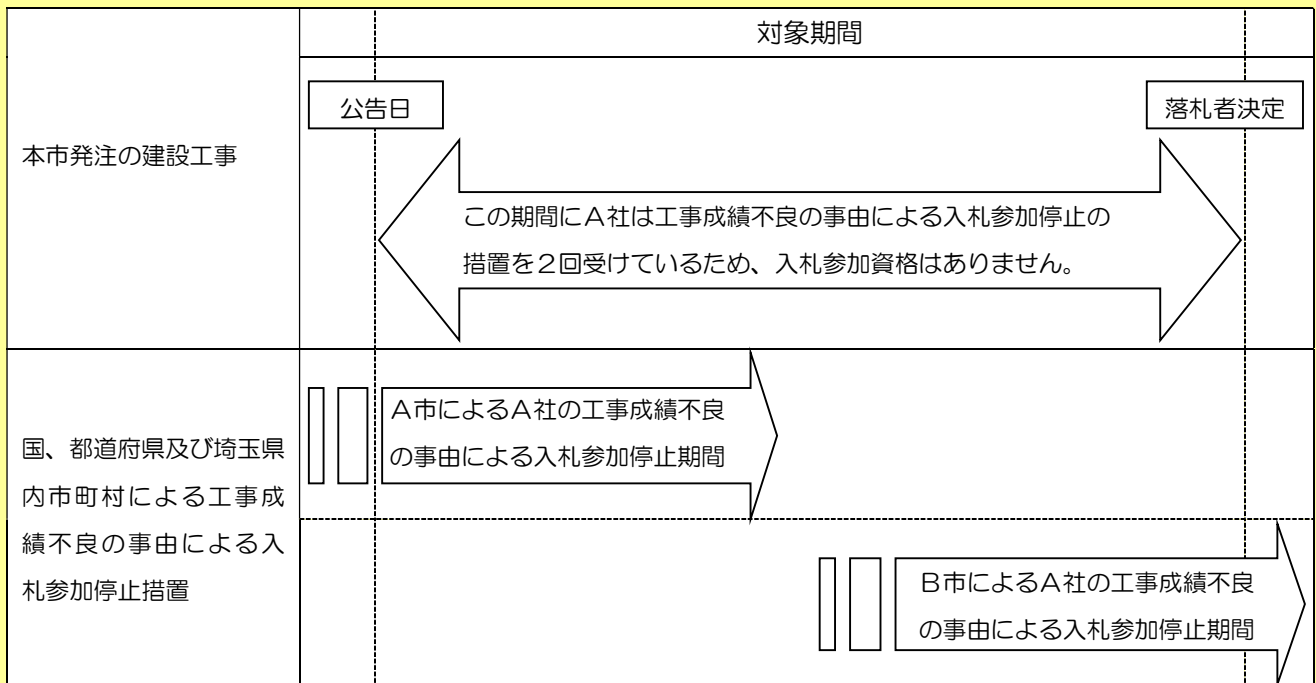 対象期間
公告日
落札者決定
本市発注の建設工事
この期間にA社は工事成績不良の事由による入札参加停止の
措置を2回受けているため、入札参加資格はありません。
国、都道府県及び埼玉県
内市町村による工事成
績不良の事由による入
札参加停止措置
A市によるA社の工事成績不良
の事由による入札参加停止期間
B市によるA社の工事成績不良
の事由による入札参加停止期間